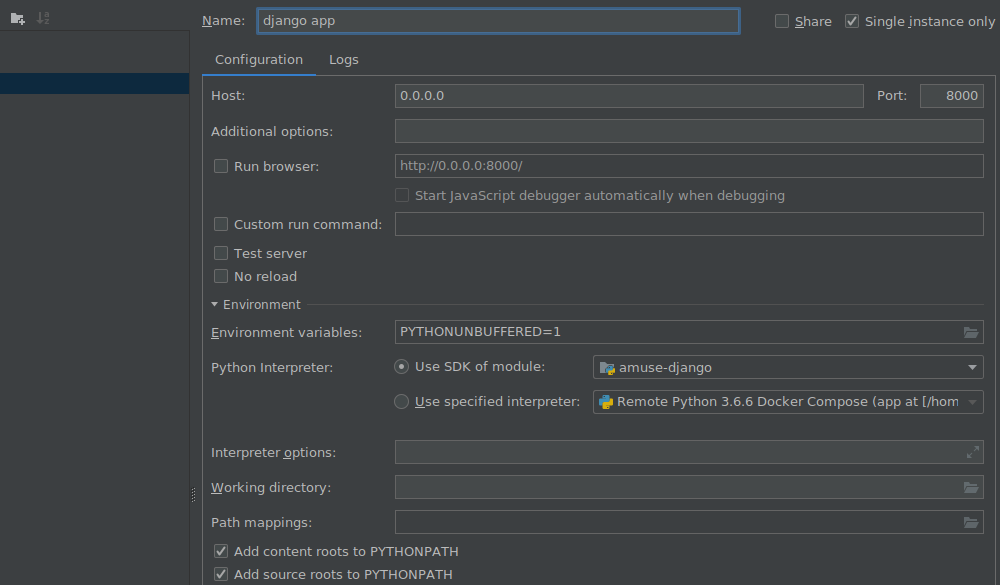 Name: django app Share Single instance only
Configuration Logs
Host: 0.0.0.0 Port: 8000
Additional options:
Run browser: http://0.0.0.0:8000/
Start JavaScript debugger automatically when debugging
Custom run command:
Test server
No reload
Environment
Environment variables: PYTHONUNBUFFERED=1
Python Interpreter: Use SDK of module: amuse-django
Use specified interpreter: Remote Python 3.6.6 Docker Compose (app at [/hom
Interpreter options:
Working directory:
Path mappings:
Add content roots to PYTHONPATH
Add source roots to PYTHONPATH